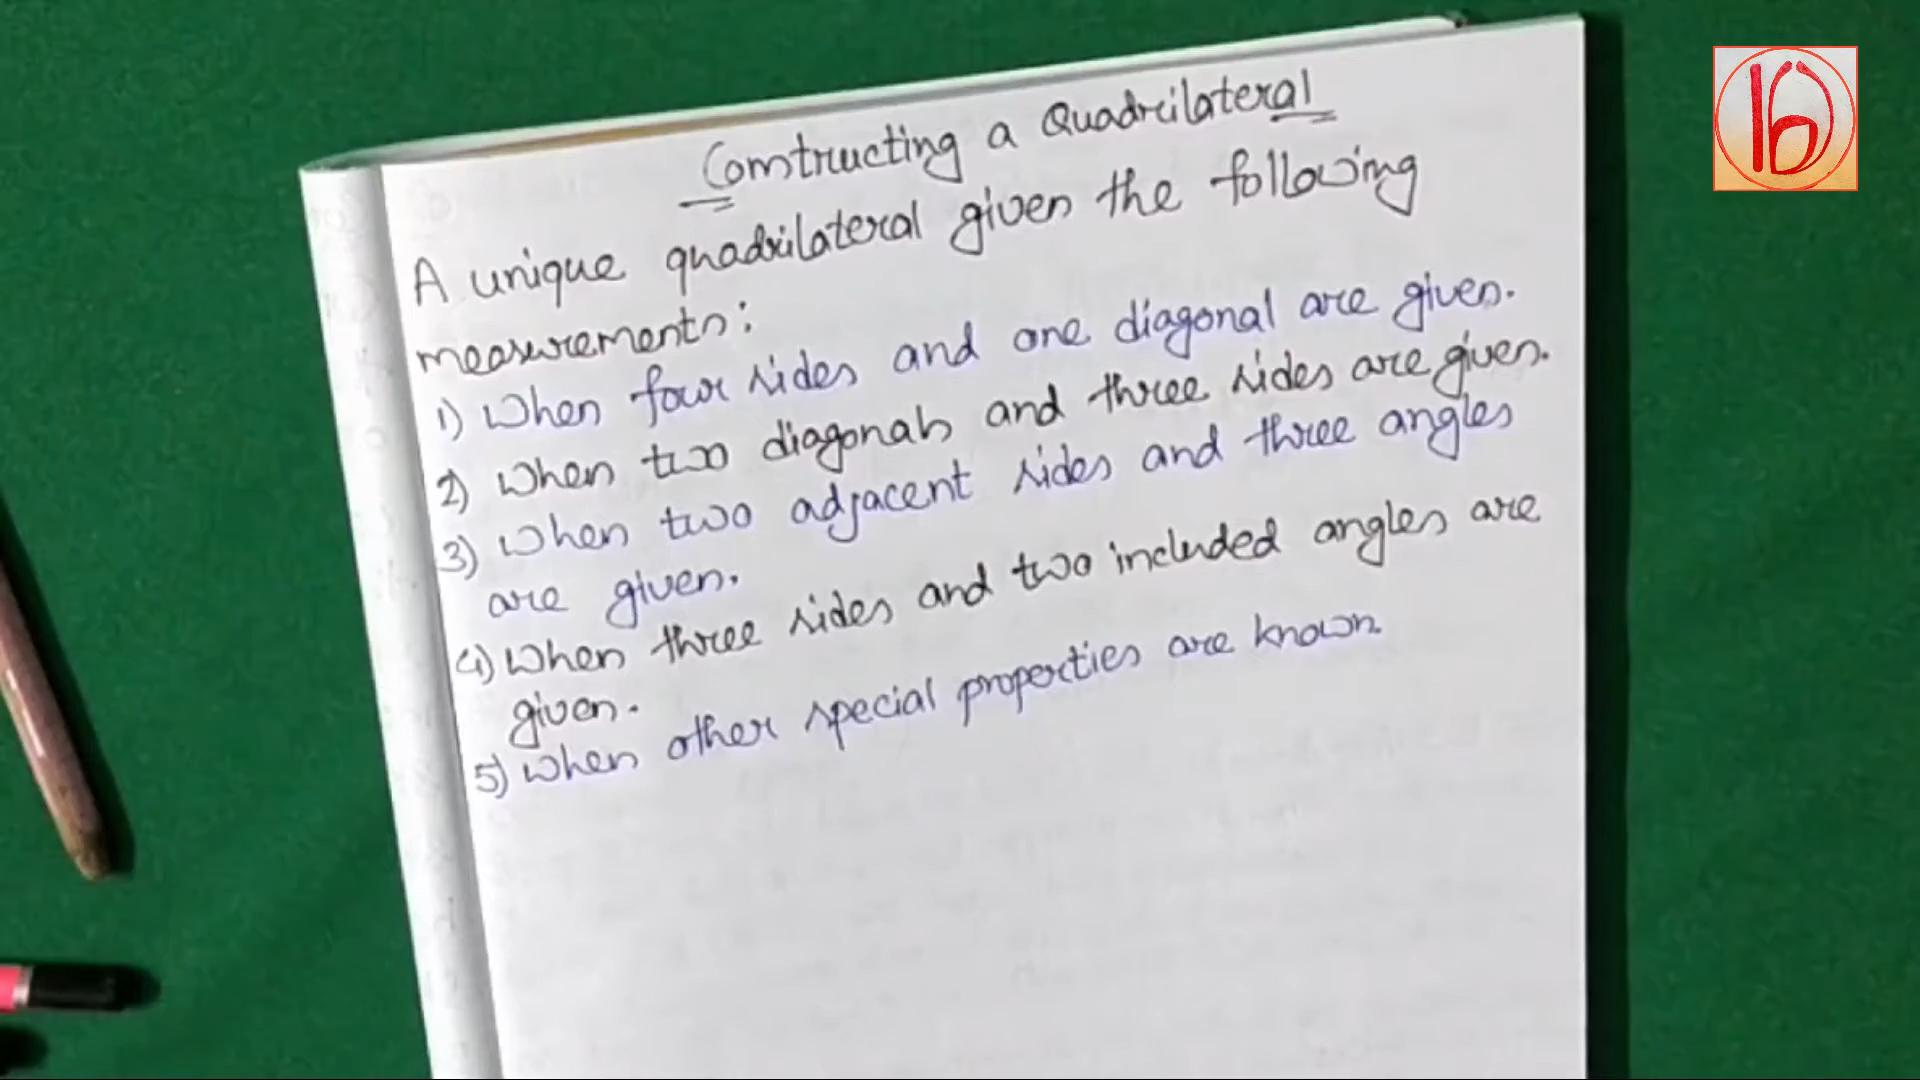 Constructing a Quadrilateral
A unique quadrilateral given the following
measurements:
1) When four sides and one diagonal are given.
2) When two diagonals and three sides are given.
3) When two adjacent sides and three angles
are given.
4) When three sides and two included angles are
given.
5) When other special properties are known.